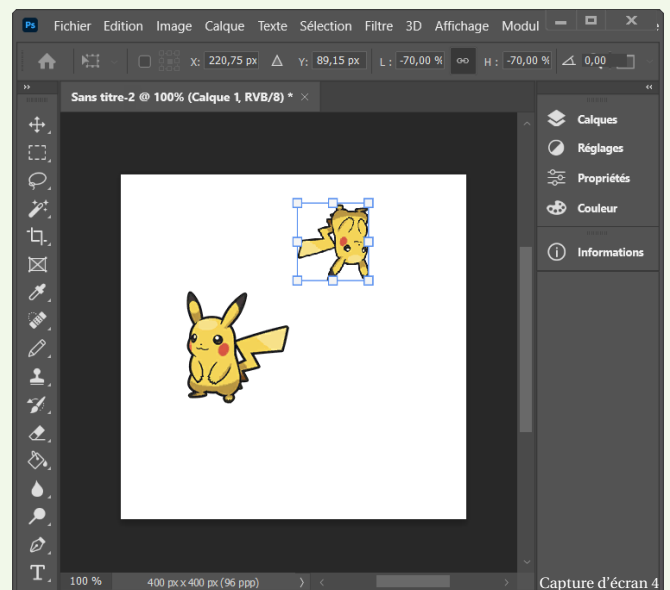 Ps Fichier Edition Image Calque Texte Sélection Filtre 3D Affichage Modul
X: 220,75 px Δ Y: 89,15 px L : -70,00 % H : -70,00 % 0,00
Sans titre-2 @ 100% (Calque 1, RVB/8) * ×
Calques
Réglages
Propriétés
Couleur
Informations
100 % 400 px x 400 px (96 ppp)
Capture d'écran 4